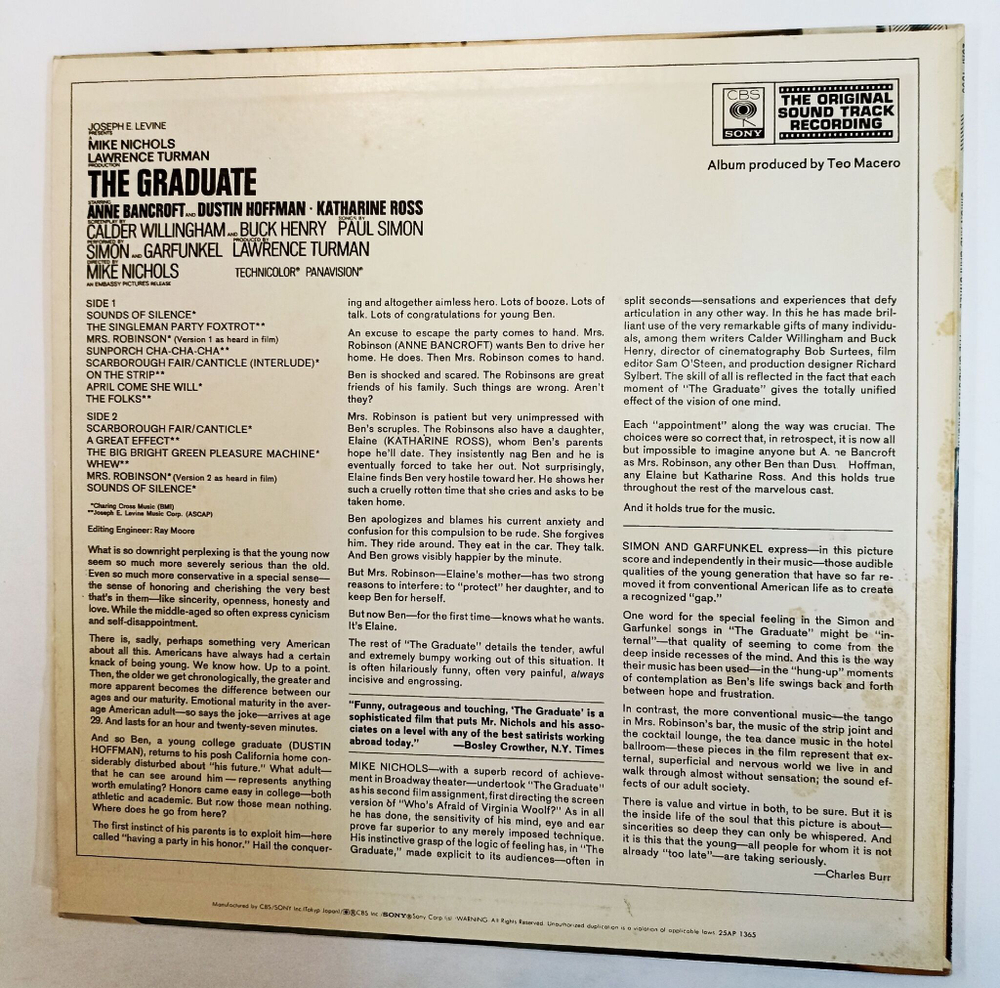 JOSEPH E. LEVINE
PRESENTS
A
MIKE NICHOLS
LAWRENCE TURMAN
PRODUCTION
THE GRADUATE
STARRING
ANNE BANCROFT AND DUSTIN HOFFMAN · KATHARINE ROSS
SCREENPLAY BY SONGS BY
CALDER WILLINGHAM AND BUCK HENRY PAUL SIMON
PERFORMED BY PRODUCED BY
SIMON AND GARFUNKEL LAWRENCE TURMAN
DIRECTED BY
MIKE NICHOLS TECHNICOLOR® PANAVISION®
AN EMBASSY PICTURES RELEASE
CBS
SONY
THE ORIGINAL
SOUND TRACK
RECORDING
Album produced by Teo Macero
SIDE 1
SOUNDS OF SILENCE*
THE SINGLEMAN PARTY FOXTROT**
MRS. ROBINSON* (Version 1 as heard in film)
SUNPORCH CHA-CHA-CHA**
SCARBOROUGH FAIR/CANTICLE (INTERLUDE)*
ON THE STRIP**
APRIL COME SHE WILL*
THE FOLKS**
SIDE 2
SCARBOROUGH FAIR/CANTICLE*
A GREAT EFFECT**
THE BIG BRIGHT GREEN PLEASURE MACHINE*
WHEW**
MRS. ROBINSON* (Version 2 as heard in film)
SOUNDS OF SILENCE*
*Charing Cross Music (BMI)
**Joseph E. Levine Music Corp. (ASCAP)
Editing Engineer: Ray Moore
What is so downright perplexing is that the young now
seem so much more severely serious than the old.
Even so much more conservative in a special sense—
the sense of honoring and cherishing the very best
that's in them—like sincerity, openness, honesty and
love. While the middle-aged so often express cynicism
and self-disappointment.
There is, sadly, perhaps something very American
about all this. Americans have always had a certain
knack of being young. We know how. Up to a point.
Then, the older we get chronologically, the greater and
more apparent becomes the difference between our
ages and our maturity. Emotional maturity in the aver-
age American adult—so says the joke—arrives at age
29. And lasts for an hour and twenty-seven minutes.
And so Ben, a young college graduate (DUSTIN
HOFFMAN), returns to his posh California home con-
siderably disturbed about "his future." What adult—
that he can see around him—represents anything
worth emulating? Honors came easy in college—both
athletic and academic. But now those mean nothing.
Where does he go from here?
The first instinct of his parents is to exploit him—here
called "having a party in his honor." Hail the conquer-
ing and altogether aimless hero. Lots of booze. Lots of
talk. Lots of congratulations for young Ben.
An excuse to escape the party comes to hand. Mrs.
Robinson (ANNE BANCROFT) wants Ben to drive her
home. He does. Then Mrs. Robinson comes to hand.
Ben is shocked and scared. The Robinsons are great
friends of his family. Such things are wrong. Aren't
they?
Mrs. Robinson is patient but very unimpressed with
Ben's scruples. The Robinsons also have a daughter,
Elaine (KATHARINE ROSS), whom Ben's parents
hope he'll date. They insistently nag Ben and he is
eventually forced to take her out. Not surprisingly,
Elaine finds Ben very hostile toward her. He shows her
such a cruelly rotten time that she cries and asks to be
taken home.
Ben apologizes and blames his current anxiety and
confusion for this compulsion to be rude. She forgives
him. They ride around. They eat in the car. They talk.
And Ben grows visibly happier by the minute.
But Mrs. Robinson—Elaine's mother—has two strong
reasons to interfere: to "protect" her daughter, and to
keep Ben for herself.
But now Ben—for the first time—knows what he wants.
It's Elaine.
The rest of "The Graduate" details the tender, awful
and extremely bumpy working out of this situation. It
is often hilariously funny, often very painful, always
incisive and engrossing.
"Funny, outrageous and touching, 'The Graduate' is a
sophisticated film that puts Mr. Nichols and his asso-
ciates on a level with any of the best satirists working
abroad today." —Bosley Crowther, N.Y. Times
MIKE NICHOLS—with a superb record of achieve-
ment in Broadway theater—undertook "The Graduate"
as his second film assignment, first directing the screen
version of "Who's Afraid of Virginia Woolf?" As in all
he has done, the sensitivity of his mind, eye and ear
prove far superior to any merely imposed technique.
His instinctive grasp of the logic of feeling has, in "The
Graduate," made explicit to its audiences—often in
split seconds—sensations and experiences that defy
articulation in any other way. In this he has made bril-
liant use of the very remarkable gifts of many individu-
als, among them writers Calder Willingham and Buck
Henry, director of cinematography Bob Surtees, film
editor Sam O'Steen, and production designer Richard
Sylbert. The skill of all is reflected in the fact that each
moment of "The Graduate" gives the totally unified
effect of the vision of one mind.
Each "appointment" along the way was crucial. The
choices were so correct that, in retrospect, it is now all
but impossible to imagine anyone but Anne Bancroft
as Mrs. Robinson, any other Ben than Dustin Hoffman,
any Elaine but Katharine Ross. And this holds true
throughout the rest of the marvelous cast.
And it holds true for the music.
SIMON AND GARFUNKEL express—in this picture
score and independently in their music—those audible
qualities of the young generation that have so far re-
moved it from conventional American life as to create
a recognized "gap."
One word for the special feeling in the Simon and
Garfunkel songs in "The Graduate" might be "in-
ternal"—that quality of seeming to come from the
deep inside recesses of the mind. And this is the way
their music has been used—in the "hung-up" moments
of contemplation as Ben's life swings back and forth
between hope and frustration.
In contrast, the more conventional music—the tango
in Mrs. Robinson's bar, the music of the strip joint and
the cocktail lounge, the tea dance music in the hotel
ballroom—these pieces in the film represent that ex-
ternal, superficial and nervous world we live in and
walk through almost without sensation; the sound ef-
fects of our adult society.
There is value and virtue in both, to be sure. But it is
the inside life of the soul that this picture is about—
sincerities so deep they can only be whispered. And
it is this that the young—all people for whom it is not
already "too late"—are taking seriously.
—Charles Burr
Manufactured by CBS/SONY Inc./Tokyo Japan/ CBS Inc./SONY® Sony Corp. WARNING: All Rights Reserved. Unauthorized duplication is a violation of applicable laws. 25AP 1365